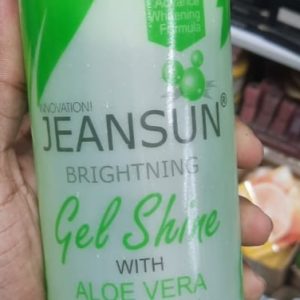 Advance
Whitening
Formula
INNOVATION!
JEANSUN®
BRIGHTNING
Gel Shine
WITH
ALOE VERA